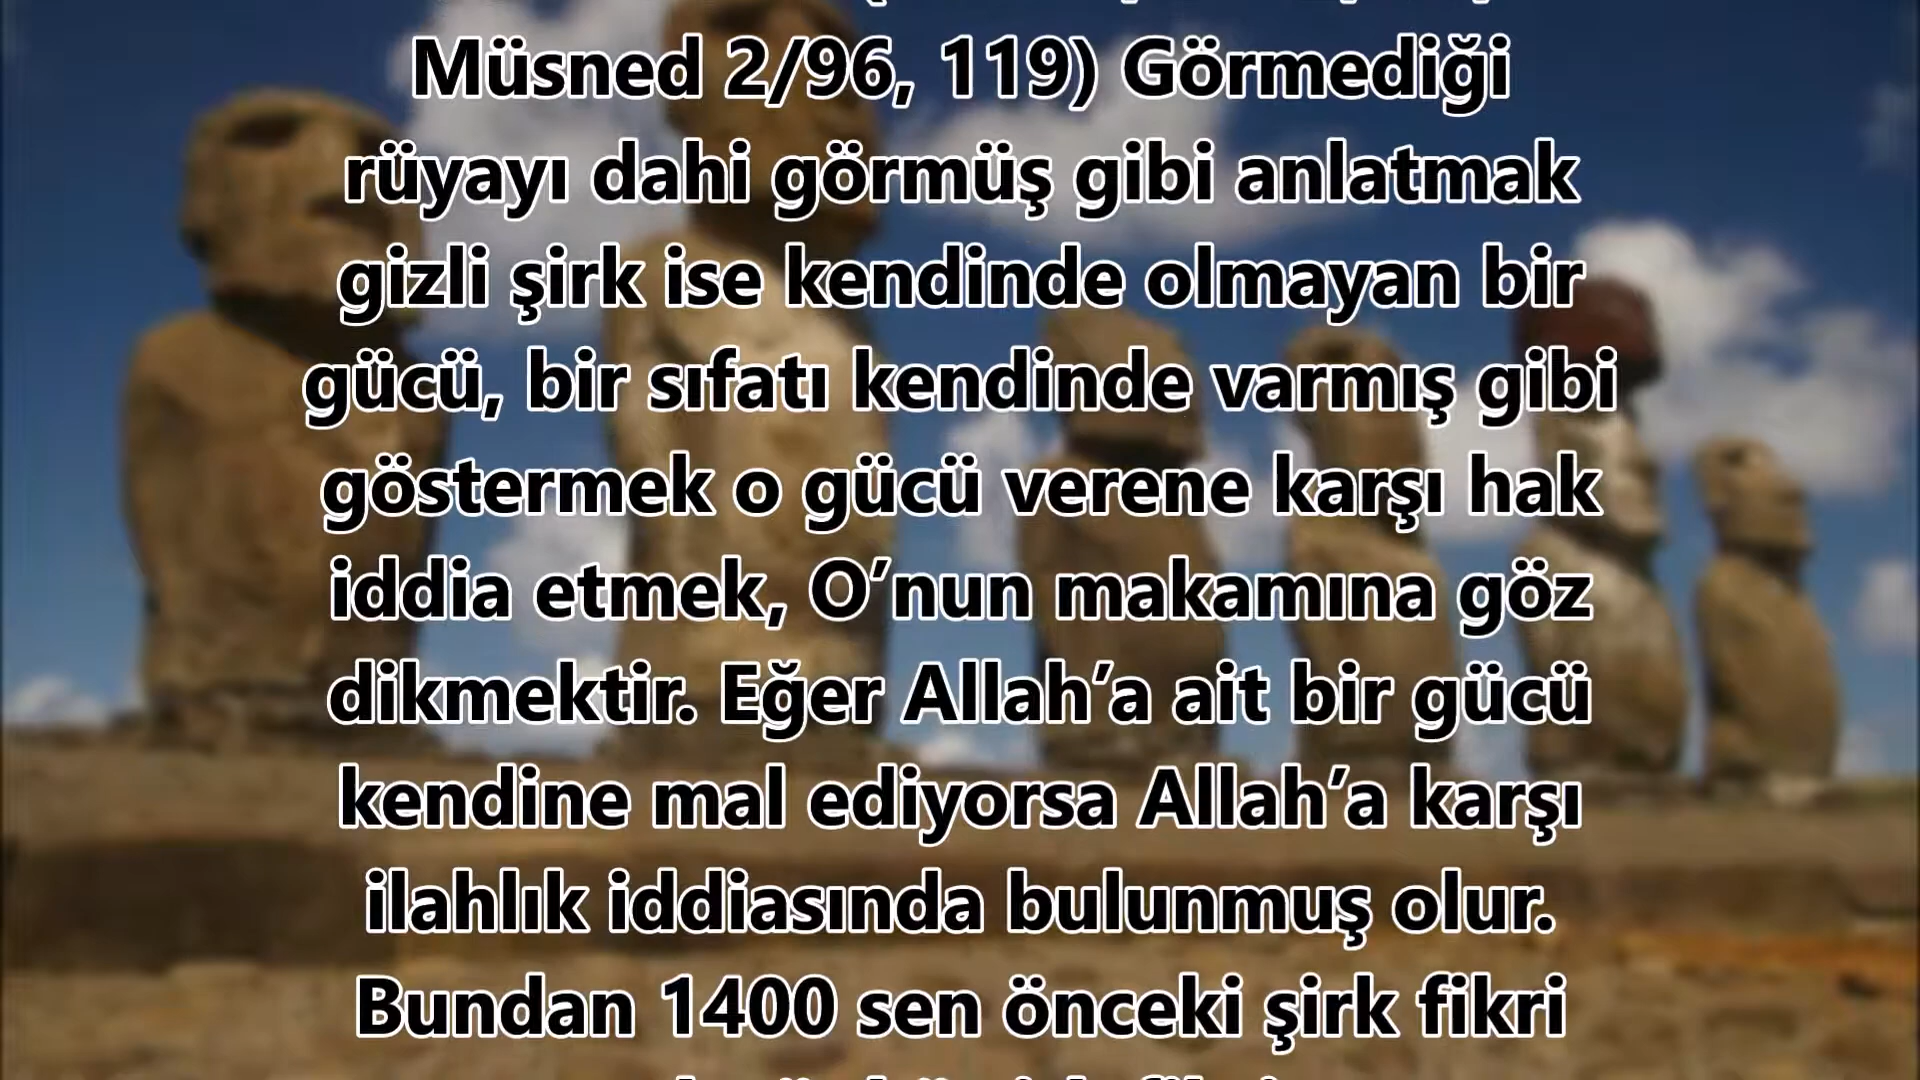 Müsned 2/96, 119) Görmediği
rüyayı dahi görmüş gibi anlatmak
gizli şirk ise kendinde olmayan bir
gücü, bir sıfatı kendinde varmış gibi
göstermek o gücü verene karşı hak
iddia etmek, O’nun makamına göz
dikmektir. Eğer Allah’a ait bir gücü
kendine mal ediyorsa Allah’a karşı
ilahlık iddiasında bulunmuş olur.
Bundan 1400 sen önceki şirk fikri